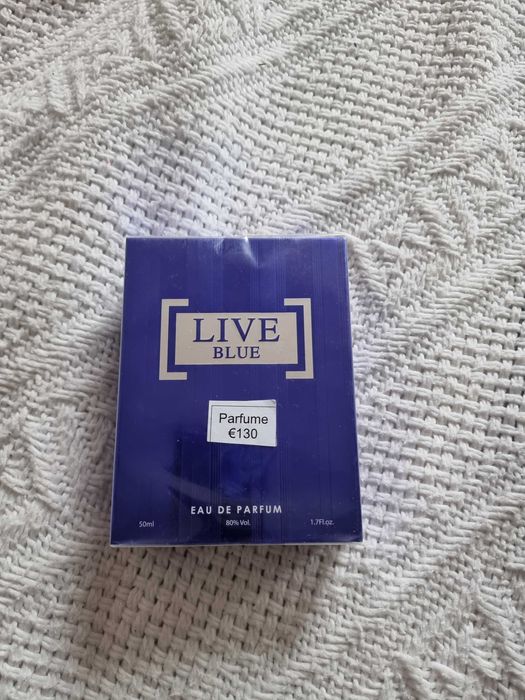 LIVE
BLUE
Parfume
€130
EAU DE PARFUM
50ml 80% Vol. 1.7Fl.oz.